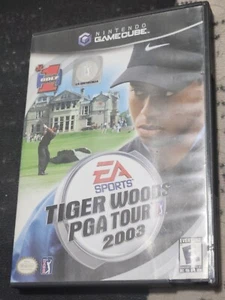 NINTENDO
GAMECUBE
EA
SPORTS
TIGER WOODS
PGA TOUR
2003